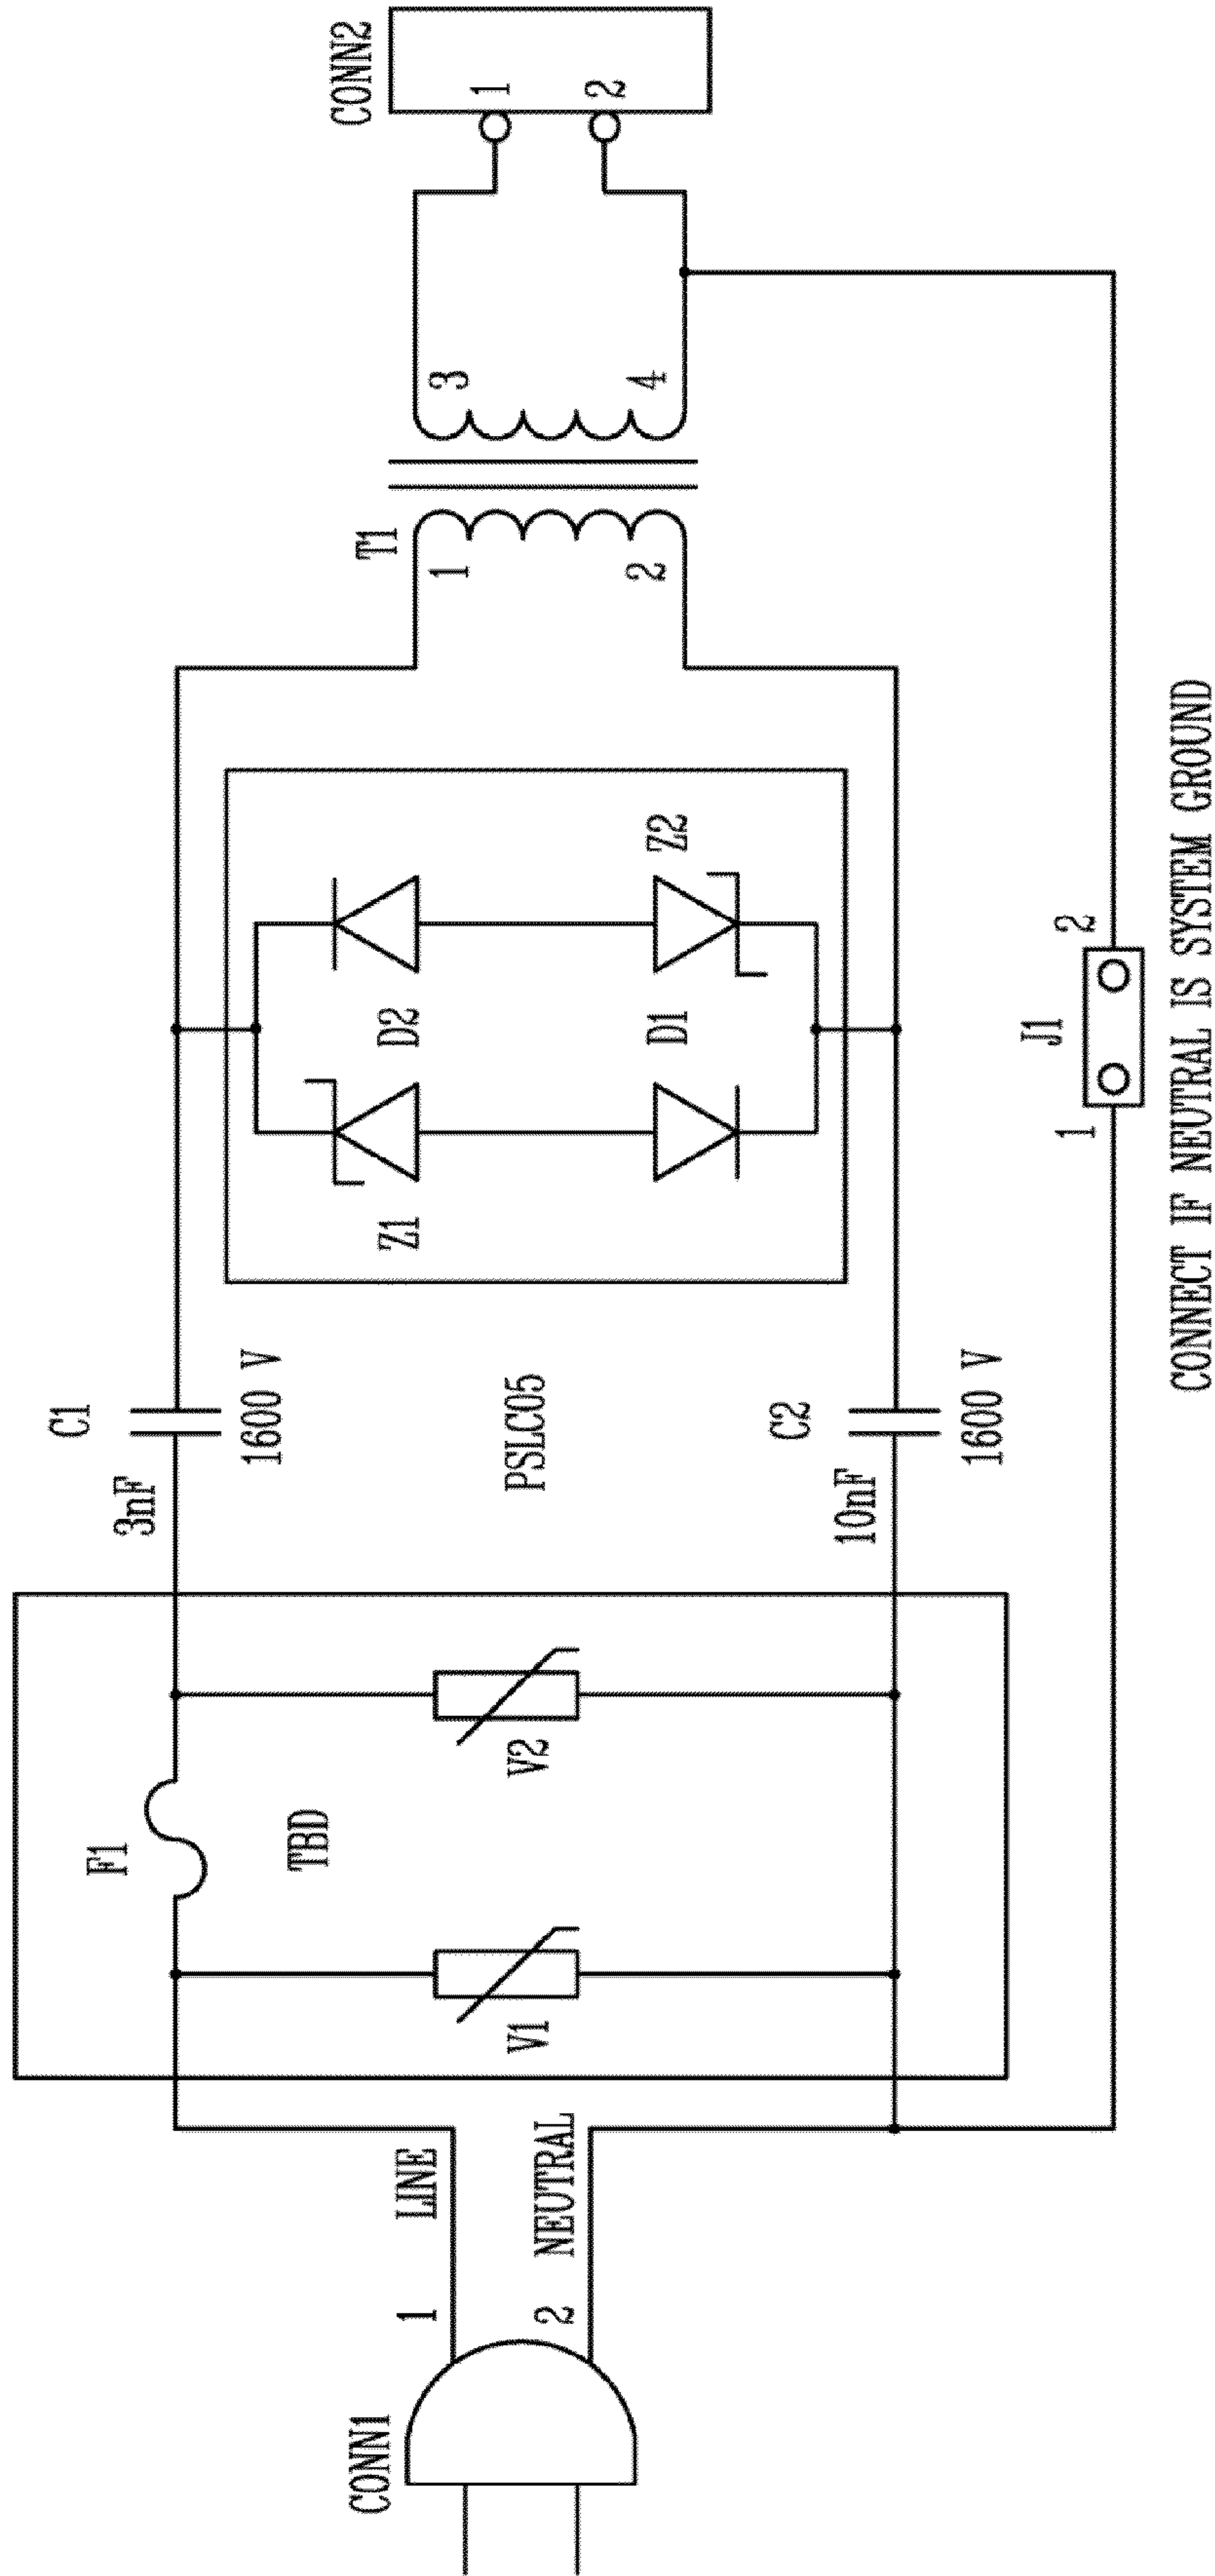 CONN1
1
LINE
2
NEUTRAL
F1
TBD
V1
V2
C1
3nF
1600 V
PSLC05
C2
10nF
1600 V
Z1
D2
D1
Z2
T1
1
2
3
4
CONN2
1
2
J1
1
2
CONNECT IF NEUTRAL IS SYSTEM GROUND